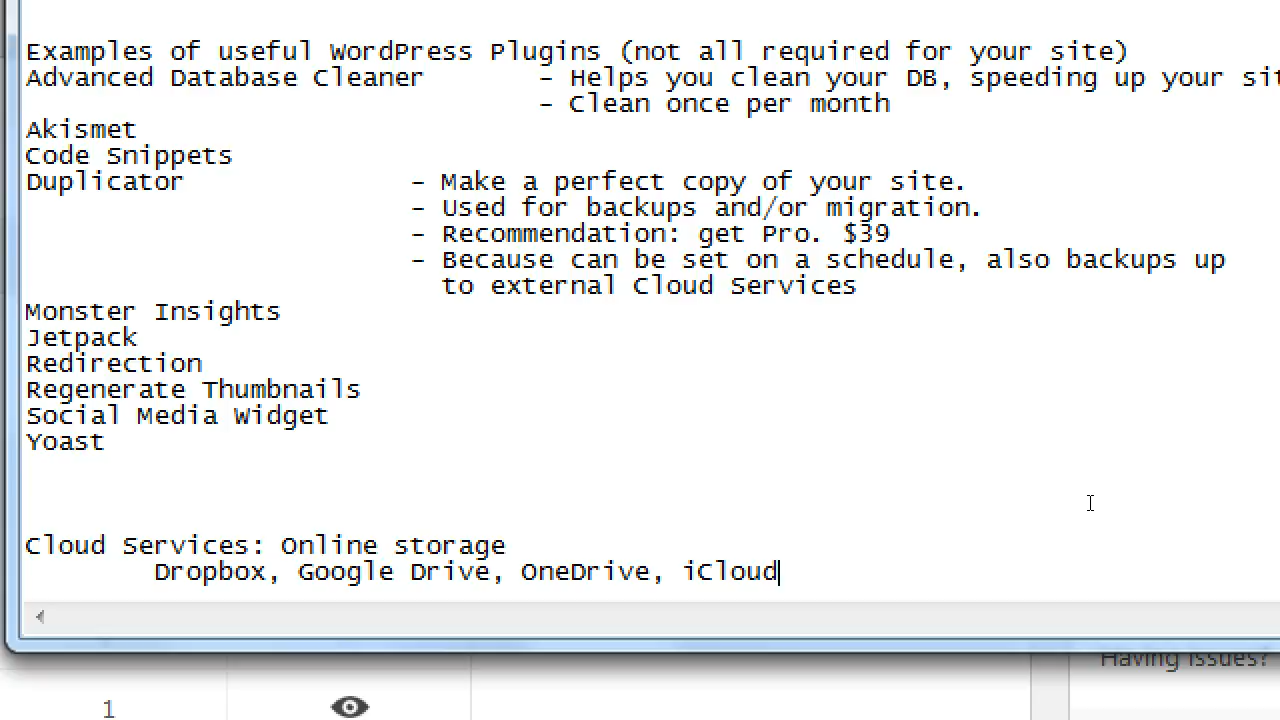 Examples of useful WordPress Plugins (not all required for your site)
Advanced Database Cleaner - Helps you clean your DB, speeding up your sit
- Clean once per month
Akismet
Code Snippets
Duplicator - Make a perfect copy of your site.
- Used for backups and/or migration.
- Recommendation: get Pro. $39
- Because can be set on a schedule, also backups up
to external Cloud Services
Monster Insights
Jetpack
Redirection
Regenerate Thumbnails
Social Media Widget
Yoast
Cloud Services: Online storage
Dropbox, Google Drive, OneDrive, iCloud
Having issues?
1